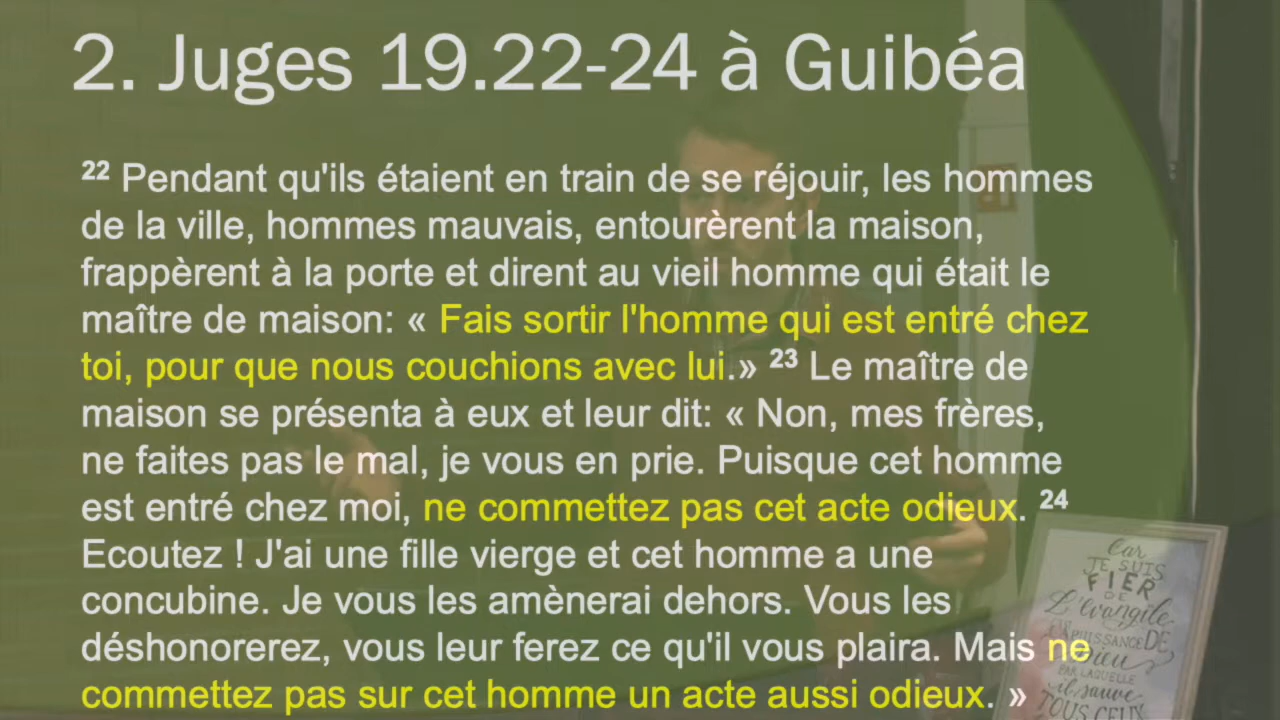 2. Juges 19.22-24 à Guibéa
22 Pendant qu'ils étaient en train de se réjouir, les hommes
de la ville, hommes mauvais, entourèrent la maison,
frappèrent à la porte et dirent au vieil homme qui était le
maître de maison: « Fais sortir l'homme qui est entré chez
toi, pour que nous couchions avec lui.» 23 Le maître de
maison se présenta à eux et leur dit: « Non, mes frères,
ne faites pas le mal, je vous en prie. Puisque cet homme
est entré chez moi, ne commettez pas cet acte odieux. 24
Ecoutez ! J'ai une fille vierge et cet homme a une
concubine. Je vous les amènerai dehors. Vous les
déshonorerez, vous leur ferez ce qu'il vous plaira. Mais ne
commettez pas sur cet homme un acte aussi odieux. »
Car
JE SUIS
FIER
DE
L'évangile
PUISSANCE DE
Dieu
PAR LAQUELLE
il sauve
TOUS CEUX